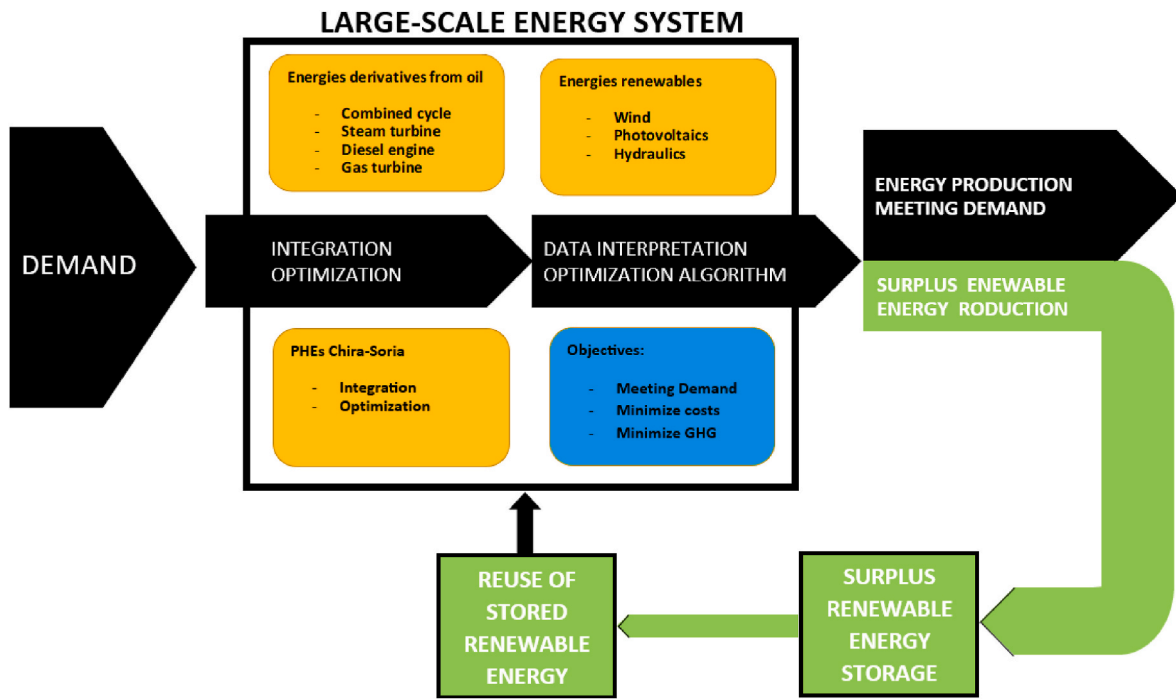 LARGE-SCALE ENERGY SYSTEM
Energies derivatives from oil
- Combined cycle
- Steam turbine
- Diesel engine
- Gas turbine
Energies renewables
- Wind
- Photovoltaics
- Hydraulics
DEMAND
INTEGRATION
OPTIMIZATION
DATA INTERPRETATION
OPTIMIZATION ALGORITHM
ENERGY PRODUCTION
MEETING DEMAND
SURPLUS ENEWABLE
ENERGY RODUCTION
PHEs Chira-Soria
- Integration
- Optimization
Objectives:
- Meeting Demand
- Minimize costs
- Minimize GHG
REUSE OF
STORED
RENEWABLE
ENERGY
SURPLUS
RENEWABLE
ENERGY
STORAGE